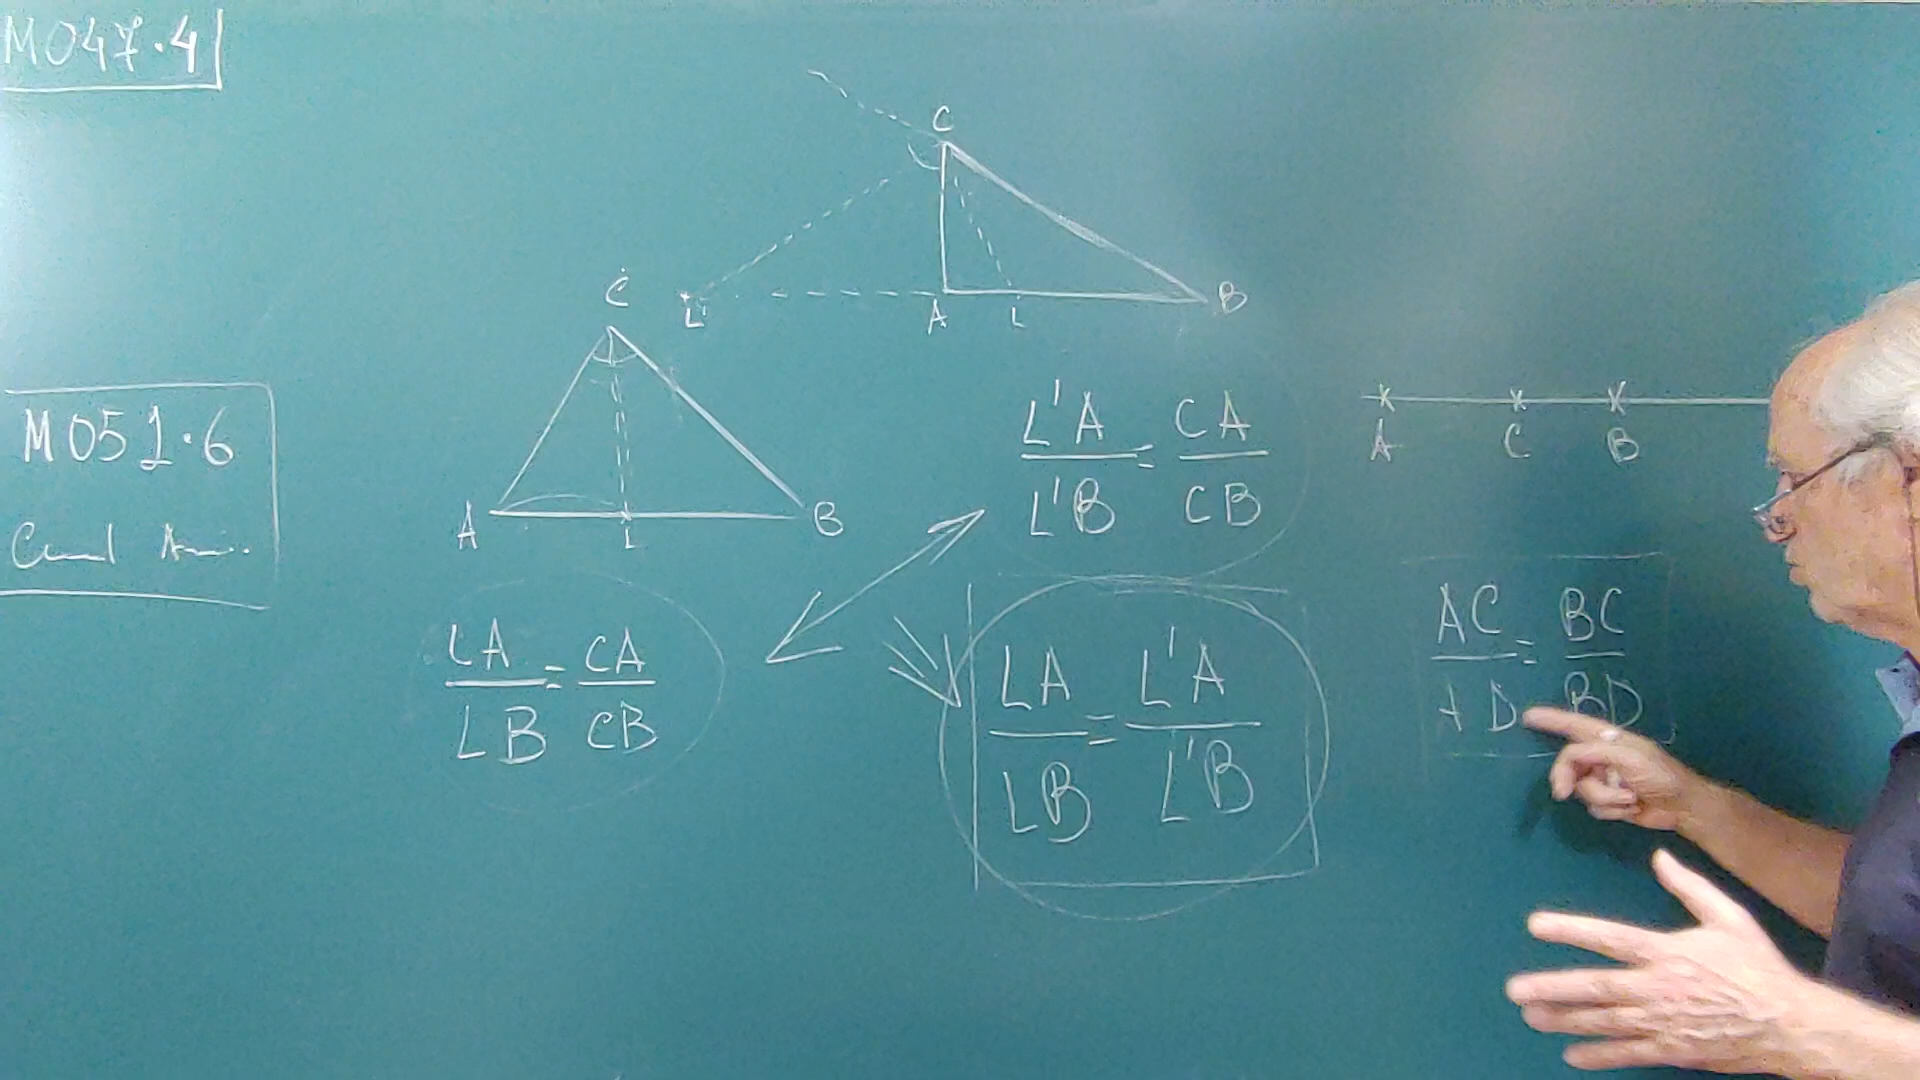 M047.4
C
L' A L B
C
A L B
M051.6
L'A/L'B = CA/CB
A C B
LA/LB = CA/CB
LA/LB = L'A/L'B
AC/AD = BC/BD